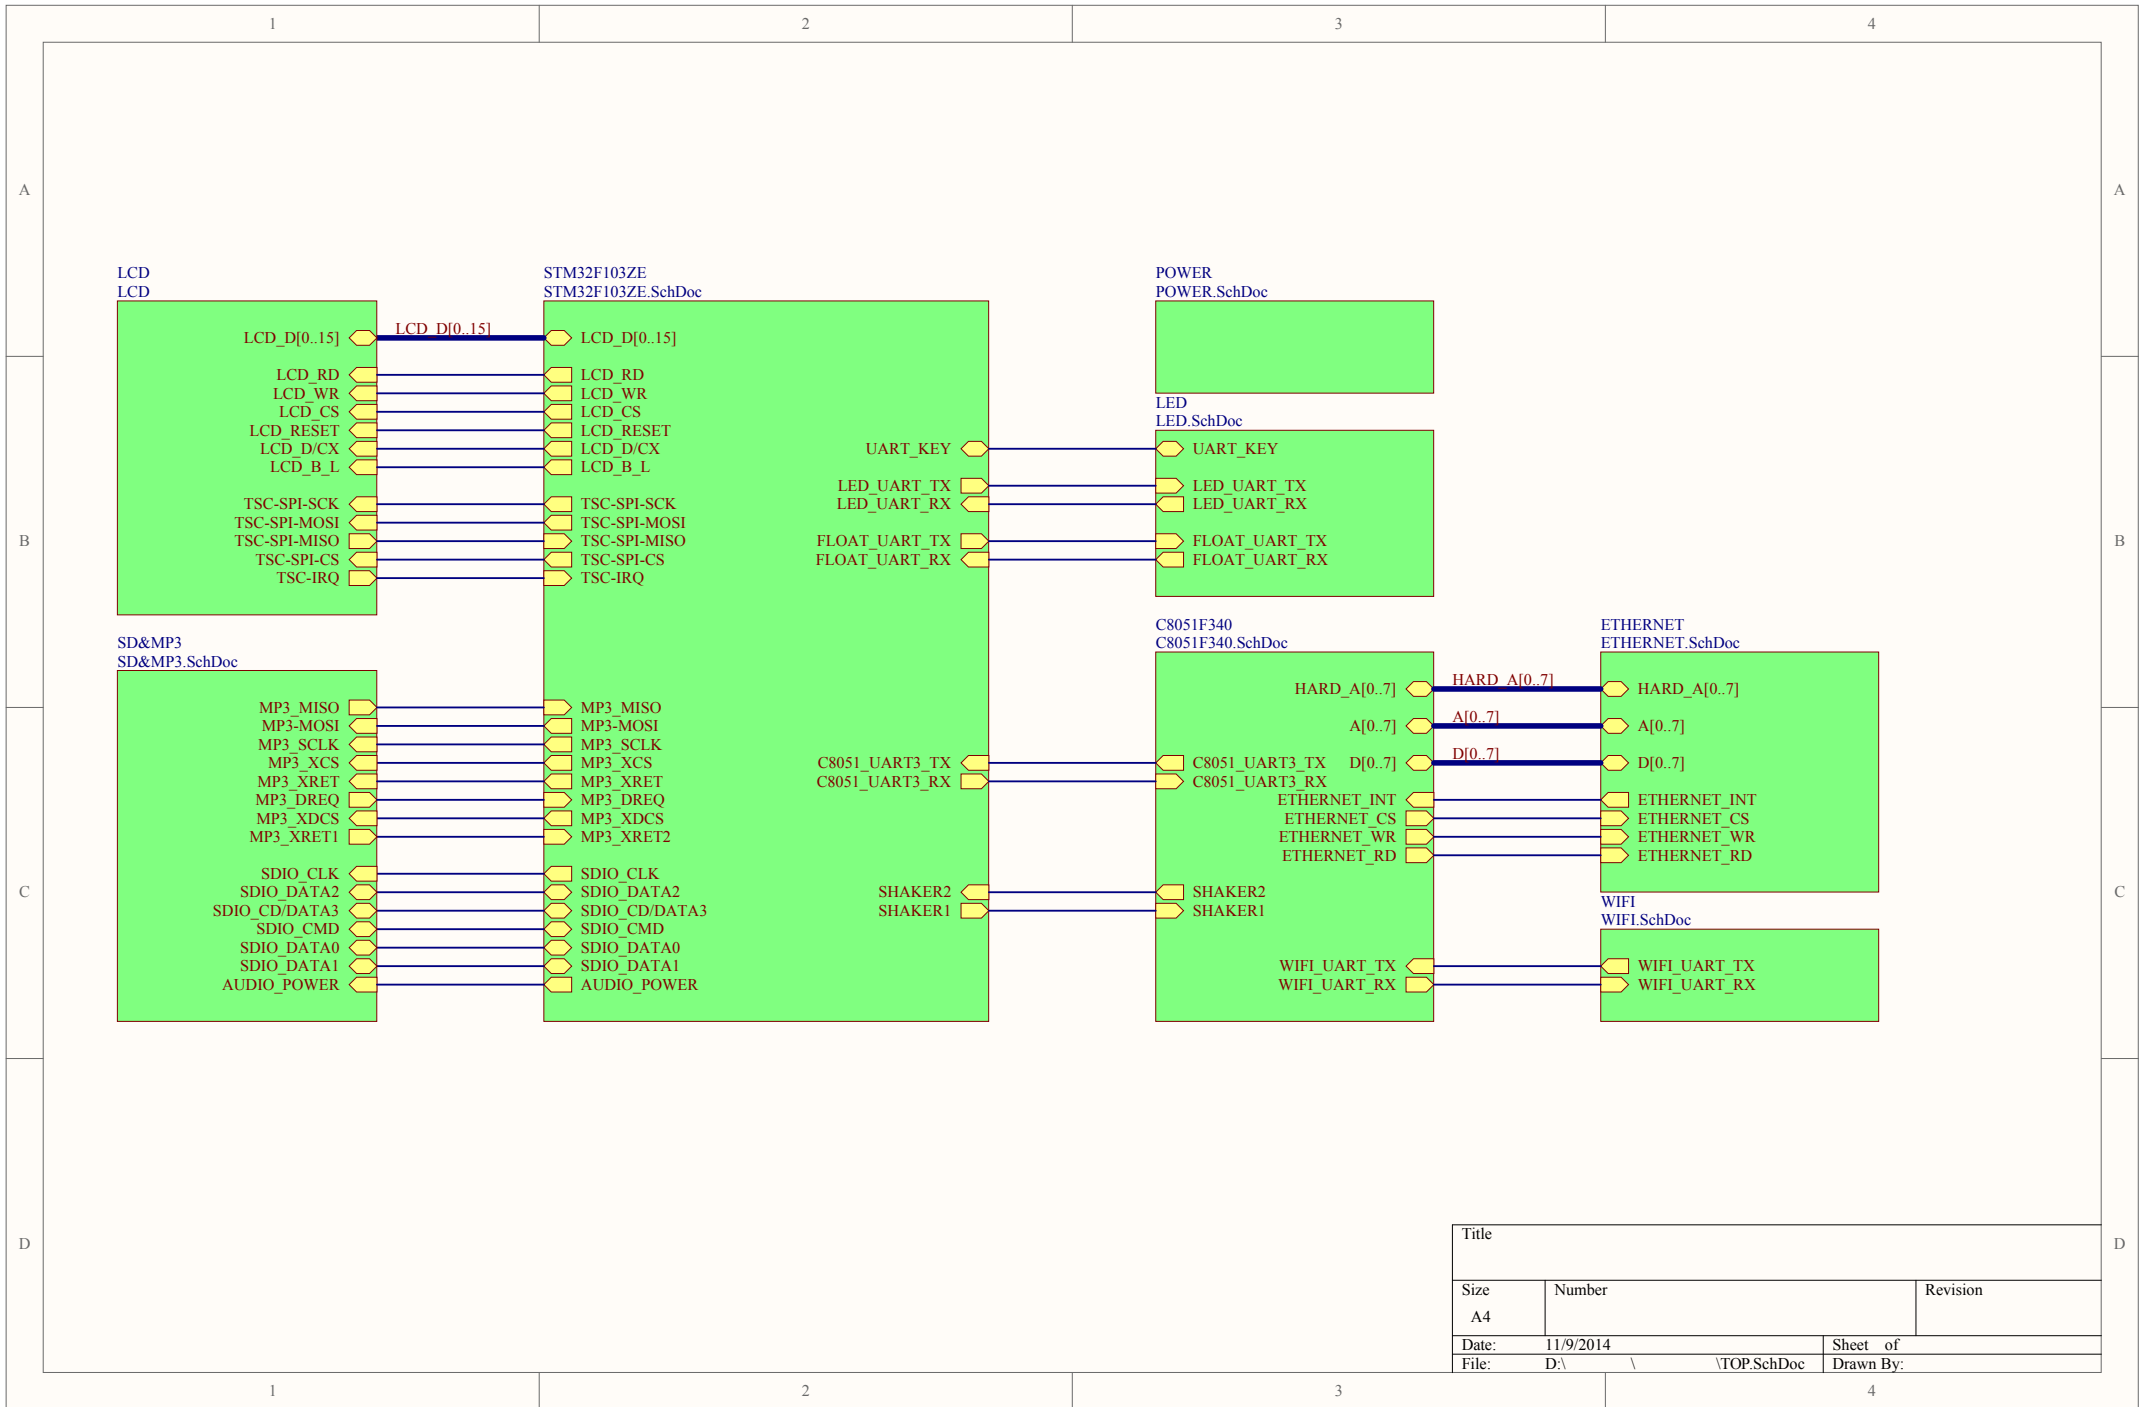 1 2 3 4
A A
LCD
LCD
LCD_D[0..15]
LCD_RD
LCD_WR
LCD_CS
LCD_RESET
LCD_D/CX
LCD_B_L
TSC-SPI-SCK
TSC-SPI-MOSI
TSC-SPI-MISO
TSC-SPI-CS
TSC-IRQ
LCD_D[0..15]
STM32F103ZE
STM32F103ZE.SchDoc
LCD_D[0..15]
LCD_RD
LCD_WR
LCD_CS
LCD_RESET
LCD_D/CX
LCD_B_L
TSC-SPI-SCK
TSC-SPI-MOSI
TSC-SPI-MISO
TSC-SPI-CS
TSC-IRQ
UART_KEY
LED_UART_TX
LED_UART_RX
FLOAT_UART_TX
FLOAT_UART_RX
POWER
POWER.SchDoc
LED
LED.SchDoc
UART_KEY
LED_UART_TX
LED_UART_RX
FLOAT_UART_TX
FLOAT_UART_RX
B B
SD&MP3
SD&MP3.SchDoc
MP3_MISO
MP3-MOSI
MP3_SCLK
MP3_XCS
MP3_XRET
MP3_DREQ
MP3_XDCS
MP3_XRET1
SDIO_CLK
SDIO_DATA2
SDIO_CD/DATA3
SDIO_CMD
SDIO_DATA0
SDIO_DATA1
AUDIO_POWER
MP3_MISO
MP3-MOSI
MP3_SCLK
MP3_XCS
MP3_XRET
MP3_DREQ
MP3_XDCS
MP3_XRET2
SDIO_CLK
SDIO_DATA2
SDIO_CD/DATA3
SDIO_CMD
SDIO_DATA0
SDIO_DATA1
AUDIO_POWER
C8051_UART3_TX
C8051_UART3_RX
SHAKER2
SHAKER1
C8051F340
C8051F340.SchDoc
C8051_UART3_TX
C8051_UART3_RX
SHAKER2
SHAKER1
HARD_A[0..7]
A[0..7]
D[0..7]
ETHERNET_INT
ETHERNET_CS
ETHERNET_WR
ETHERNET_RD
WIFI_UART_TX
WIFI_UART_RX
HARD_A[0..7]
A[0..7]
D[0..7]
ETHERNET
ETHERNET.SchDoc
HARD_A[0..7]
A[0..7]
D[0..7]
ETHERNET_INT
ETHERNET_CS
ETHERNET_WR
ETHERNET_RD
WIFI
WIFI.SchDoc
WIFI_UART_TX
WIFI_UART_RX
C C
D D
Title
Size Number Revision
A4
Date: 11/9/2014 Sheet of
File: D:\ \ \TOP.SchDoc Drawn By:
1 2 3 4